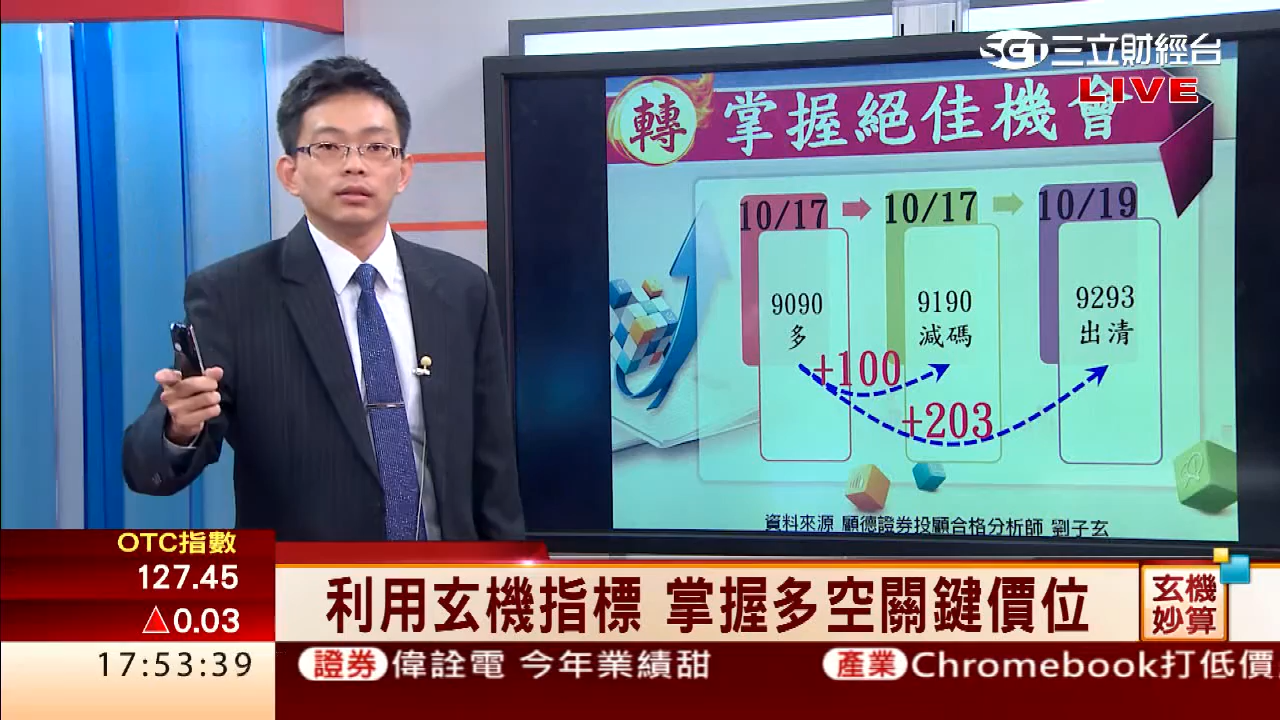 SET三立財經台
LIVE
轉 掌握絕佳機會
10/17
10/17
10/19
9090
多
9190
減碼
9293
出清
+100
+203
資料來源 顧德證券投顧合格分析師 劉子玄
OTC指數
127.45
△0.03
利用玄機指標 掌握多空關鍵價位
玄機
妙算
17:53:39
證券 偉詮電 今年業績甜
產業 Chromebook打低價